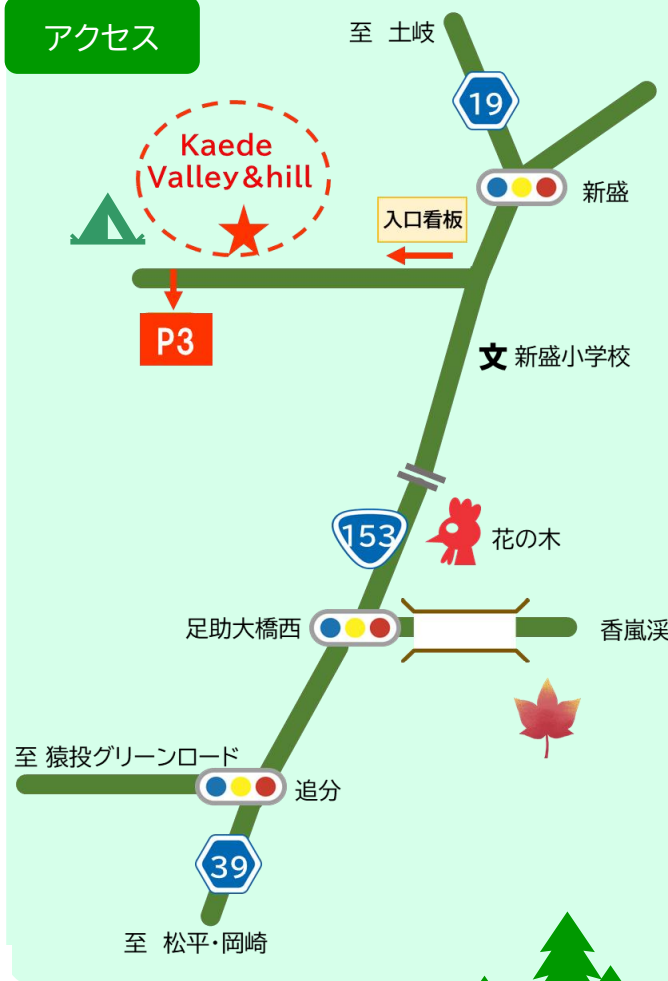 アクセス
至 土岐
19
Kaede
Valley&hill
新盛
入口看板
P3
文 新盛小学校
153
花の木
足助大橋西
香嵐渓
至 猿投グリーンロード
追分
39
至 松平・岡崎